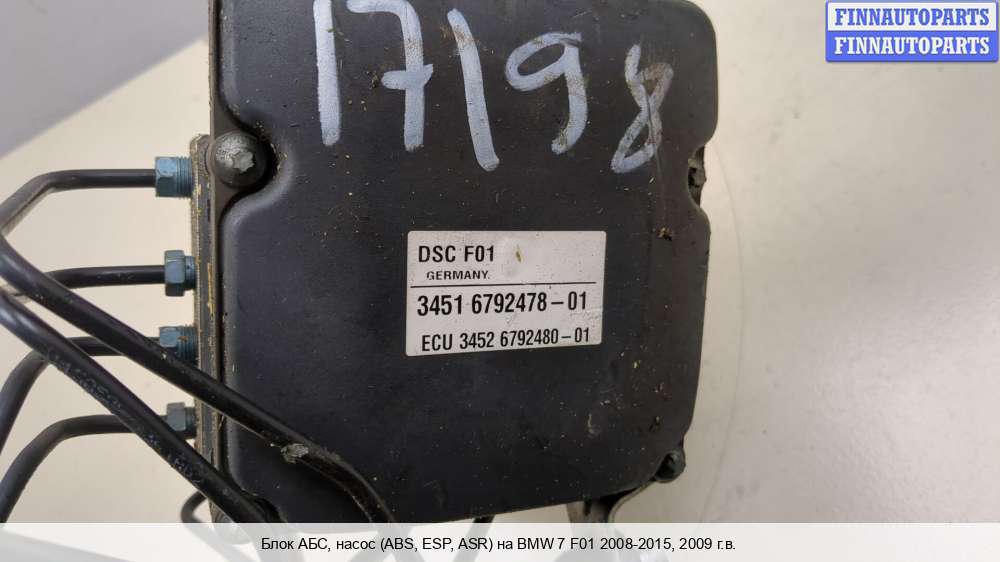 17198
FINNAUTOPARTS
FINNAUTOPARTS
DSC F01
GERMANY.
3451 6792478-01
ECU 3452 6792480-01
Блок АБС, насос (ABS, ESP, ASR) на BMW 7 F01 2008-2015, 2009 г.в.